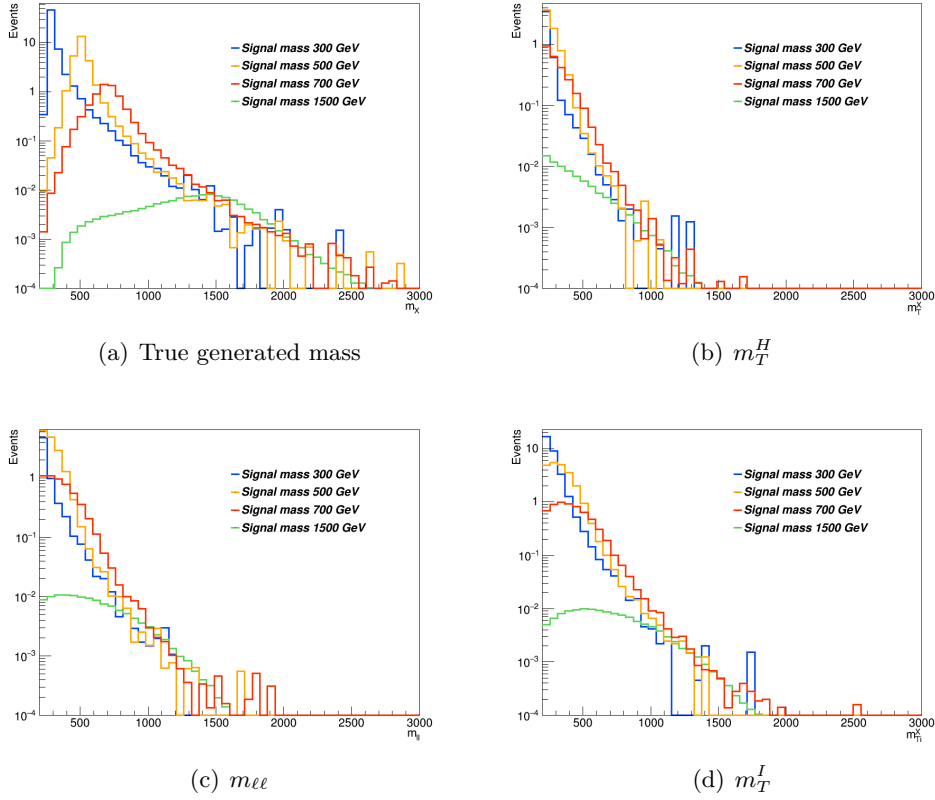 Events
10
1
10⁻¹
10⁻²
10⁻³
10⁻⁴
Signal mass 300 GeV
Signal mass 500 GeV
Signal mass 700 GeV
Signal mass 1500 GeV
500 1000 1500 2000 2500 3000
m_X
(a) True generated mass
Events
1
10⁻¹
10⁻²
10⁻³
10⁻⁴
Signal mass 300 GeV
Signal mass 500 GeV
Signal mass 700 GeV
Signal mass 1500 GeV
500 1000 1500 2000 2500 3000
m_T^X
(b) m_T^H
Events
1
10⁻¹
10⁻²
10⁻³
10⁻⁴
Signal mass 300 GeV
Signal mass 500 GeV
Signal mass 700 GeV
Signal mass 1500 GeV
500 1000 1500 2000 2500 3000
m_ll
(c) m_ℓℓ
Events
10
1
10⁻¹
10⁻²
10⁻³
10⁻⁴
Signal mass 300 GeV
Signal mass 500 GeV
Signal mass 700 GeV
Signal mass 1500 GeV
500 1000 1500 2000 2500 3000
m_Ti^X
(d) m_T^I